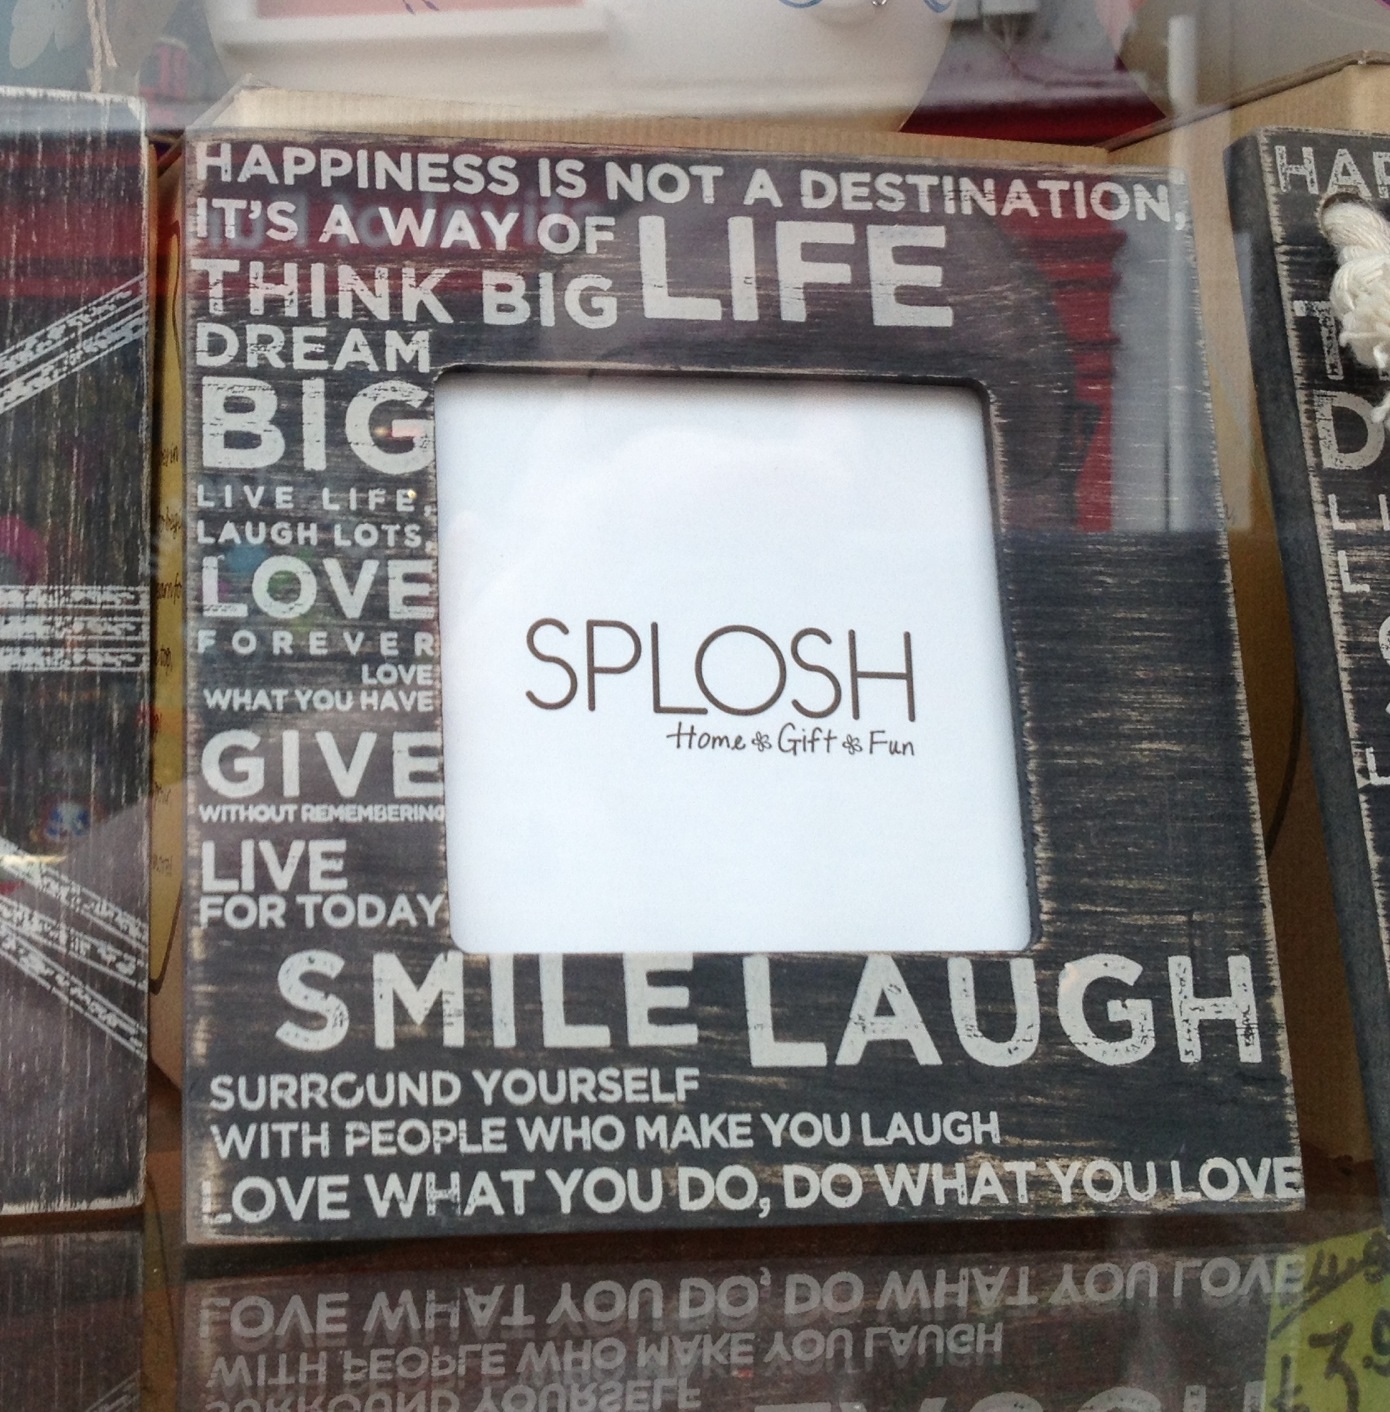 HAPPINESS IS NOT A DESTINATION,
IT'S A WAY OF LIFE
THINK BIG
DREAM
BIG
LIVE LIFE,
LAUGH LOTS,
LOVE
FOREVER
LOVE
WHAT YOU HAVE
GIVE
WITHOUT REMEMBERING
LIVE
FOR TODAY
SMILE LAUGH
SURROUND YOURSELF
WITH PEOPLE WHO MAKE YOU LAUGH
LOVE WHAT YOU DO, DO WHAT YOU LOVE
SPLOSH
Home Gift Fun